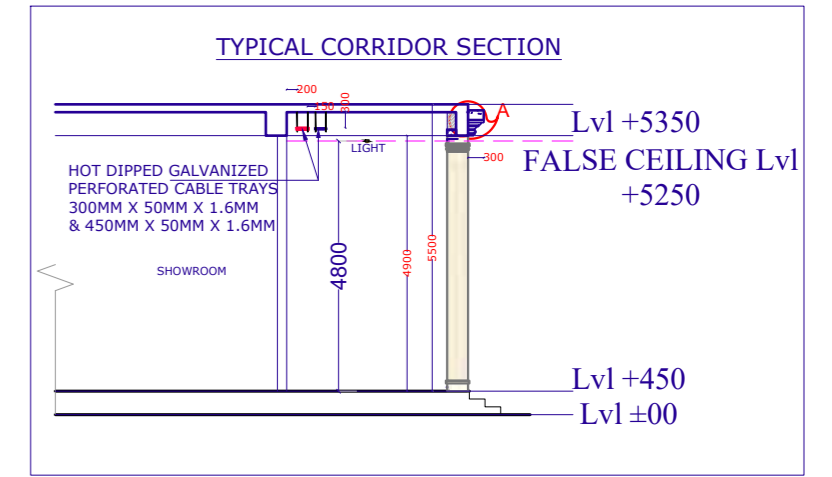 TYPICAL CORRIDOR SECTION
200
150
300
A
Lvl +5350
LIGHT
300
FALSE CEILING Lvl
+5250
HOT DIPPED GALVANIZED
PERFORATED CABLE TRAYS
300MM X 50MM X 1.6MM
& 450MM X 50MM X 1.6MM
SHOWROOM
4800
4900
5500
Lvl +450
Lvl ±00